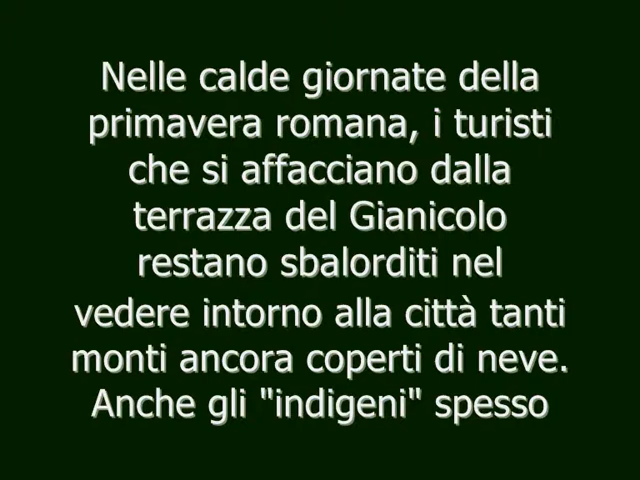 Nelle calde giornate della
primavera romana, i turisti
che si affacciano dalla
terrazza del Gianicolo
restano sbalorditi nel
vedere intorno alla città tanti
monti ancora coperti di neve.
Anche gli "indigeni" spesso